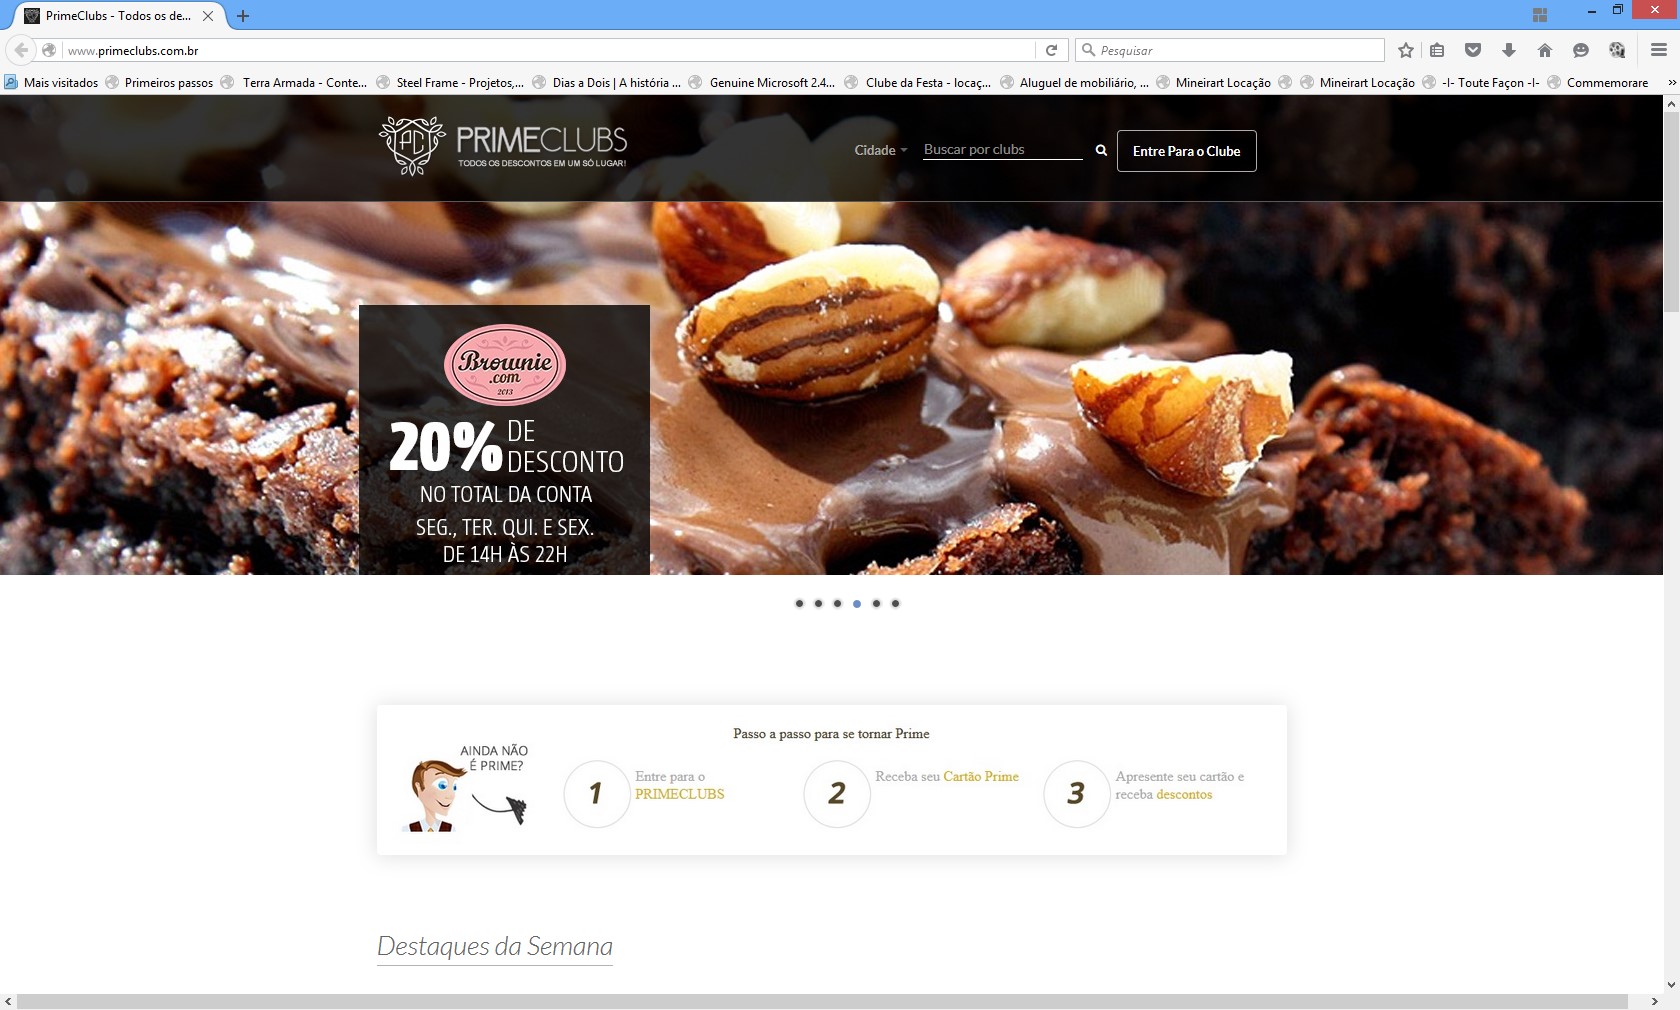 PrimeClubs - Todos os de...
www.primeclubs.com.br
Pesquisar
Mais visitados
Primeiros passos
Terra Armada - Conte...
Steel Frame - Projetos,...
Dias a Dois | A história ...
Genuine Microsoft 2.4...
Clube da Festa - locaç...
Aluguel de mobiliário, ...
Mineirart Locação
Mineirart Locação
-l- Toute Façon -l-
Commemorare
PC
PRIMECLUBS
TODOS OS DESCONTOS EM UM SÓ LUGAR!
Cidade
Buscar por clubs
Entre Para o Clube
Brownie
.com
2013
20% DE
DESCONTO
NO TOTAL DA CONTA
SEG., TER. QUI. E SEX.
DE 14H ÀS 22H
Passo a passo para se tornar Prime
AINDA NÃO
É PRIME?
1
Entre para o
PRIMECLUBS
2
Receba seu Cartão Prime
3
Apresente seu cartão e
receba descontos
Destaques da Semana